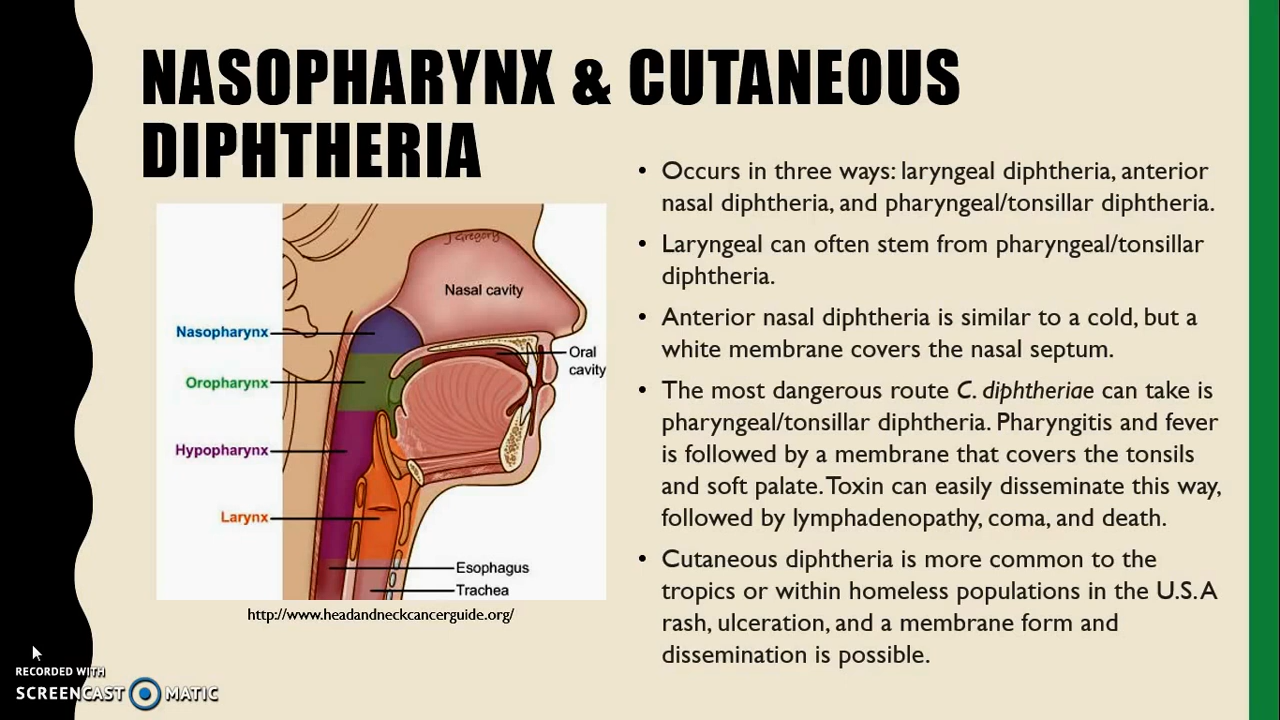 NASOPHARYNX & CUTANEOUS
DIPHTHERIA
• Occurs in three ways: laryngeal diphtheria, anterior
nasal diphtheria, and pharyngeal/tonsillar diphtheria.
• Laryngeal can often stem from pharyngeal/tonsillar
diphtheria.
• Anterior nasal diphtheria is similar to a cold, but a
white membrane covers the nasal septum.
• The most dangerous route C. diphtheriae can take is
pharyngeal/tonsillar diphtheria. Pharyngitis and fever
is followed by a membrane that covers the tonsils
and soft palate. Toxin can easily disseminate this way,
followed by lymphadenopathy, coma, and death.
• Cutaneous diphtheria is more common to the
tropics or within homeless populations in the U.S. A
rash, ulceration, and a membrane form and
dissemination is possible.
J Gregory
Nasal cavity
Nasopharynx
Oral
cavity
Oropharynx
Hypopharynx
Larynx
Esophagus
Trachea
http://www.headandneckcancerguide.org/
RECORDED WITH
SCREENCAST MATIC